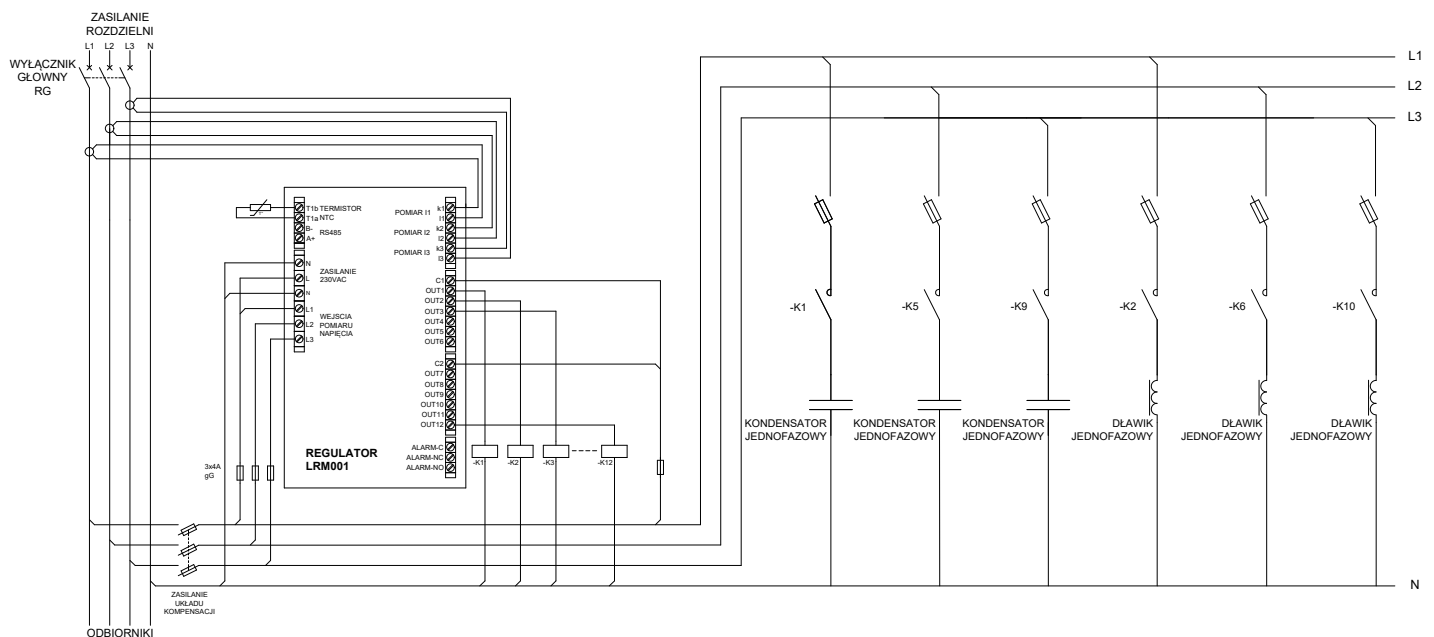 ZASILANIE
ROZDZIELNI
L1 L2 L3 N
WYŁĄCZNIK
GŁOWNY
RG
L1
L2
L3
T1b TERMISTOR
T1a NTC
B- RS485
A+
N
L
ZASILANIE
230VAC
N
L1
L2
L3
WEJSCIA
POMIARU
NAPIĘCIA
POMIAR I1
POMIAR I2
POMIAR I3
k1
l1
k2
l2
k3
l3
C1
OUT1
OUT2
OUT3
OUT4
OUT5
OUT6
C2
OUT7
OUT8
OUT9
OUT10
OUT11
OUT12
ALARM-C
ALARM-NC
ALARM-NO
REGULATOR
LRM001
3x4A
gG
-K1
-K2
-K3
-K12
-K1
-K5
-K9
-K2
-K6
-K10
KONDENSATOR
JEDNOFAZOWY
KONDENSATOR
JEDNOFAZOWY
KONDENSATOR
JEDNOFAZOWY
DŁAWIK
JEDNOFAZOWY
DŁAWIK
JEDNOFAZOWY
DŁAWIK
JEDNOFAZOWY
N
ZASILANIE
UKŁADU
KOMPENSACJI
ODBIORNIKI